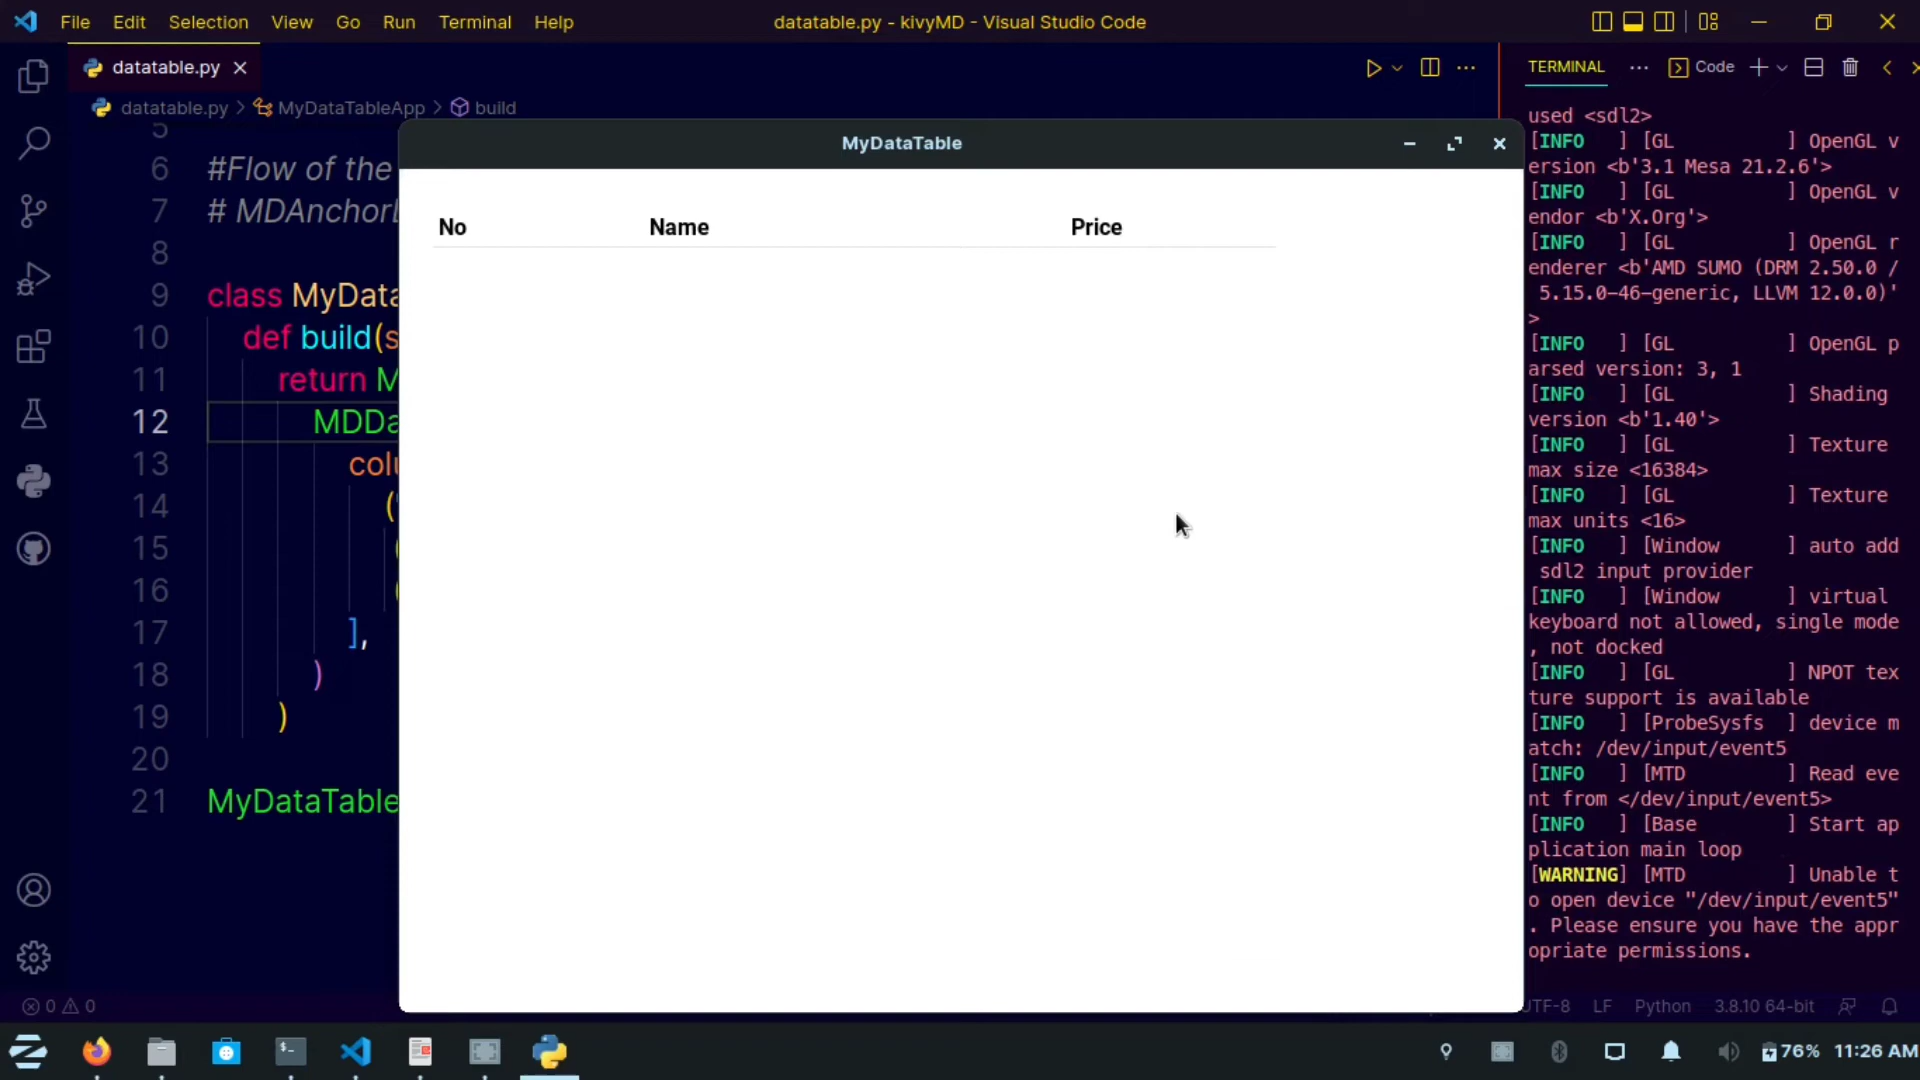 File Edit Selection View Go Run Terminal Help
datatable.py - kivyMD - Visual Studio Code
datatable.py
datatable.py > MyDataTableApp > build
5
6 #Flow of the
7 # MDAnchorL
8
9 class MyData
10 def build(s
11 return M
12 MDDa
13 colu
14 ("
15 (
16 (
17 ],
18 )
19 )
20
21 MyDataTable
MyDataTable
No Name Price
TERMINAL ··· Code
used <sdl2>
[INFO   ] [GL          ] OpenGL v
ersion <b'3.1 Mesa 21.2.6'>
[INFO   ] [GL          ] OpenGL v
endor <b'X.Org'>
[INFO   ] [GL          ] OpenGL r
enderer <b'AMD SUMO (DRM 2.50.0 /
 5.15.0-46-generic, LLVM 12.0.0)'
>
[INFO   ] [GL          ] OpenGL p
arsed version: 3, 1
[INFO   ] [GL          ] Shading
version <b'1.40'>
[INFO   ] [GL          ] Texture
max size <16384>
[INFO   ] [GL          ] Texture
max units <16>
[INFO   ] [Window      ] auto add
 sdl2 input provider
[INFO   ] [Window      ] virtual
keyboard not allowed, single mode
, not docked
[INFO   ] [GL          ] NPOT tex
ture support is available
[INFO   ] [ProbeSysfs  ] device m
atch: /dev/input/event5
[INFO   ] [MTD         ] Read eve
nt from </dev/input/event5>
[INFO   ] [Base        ] Start ap
plication main loop
[WARNING] [MTD         ] Unable t
o open device "/dev/input/event5"
. Please ensure you have the appr
opriate permissions.
0 0
UTF-8 LF Python 3.8.10 64-bit
76% 11:26 AM